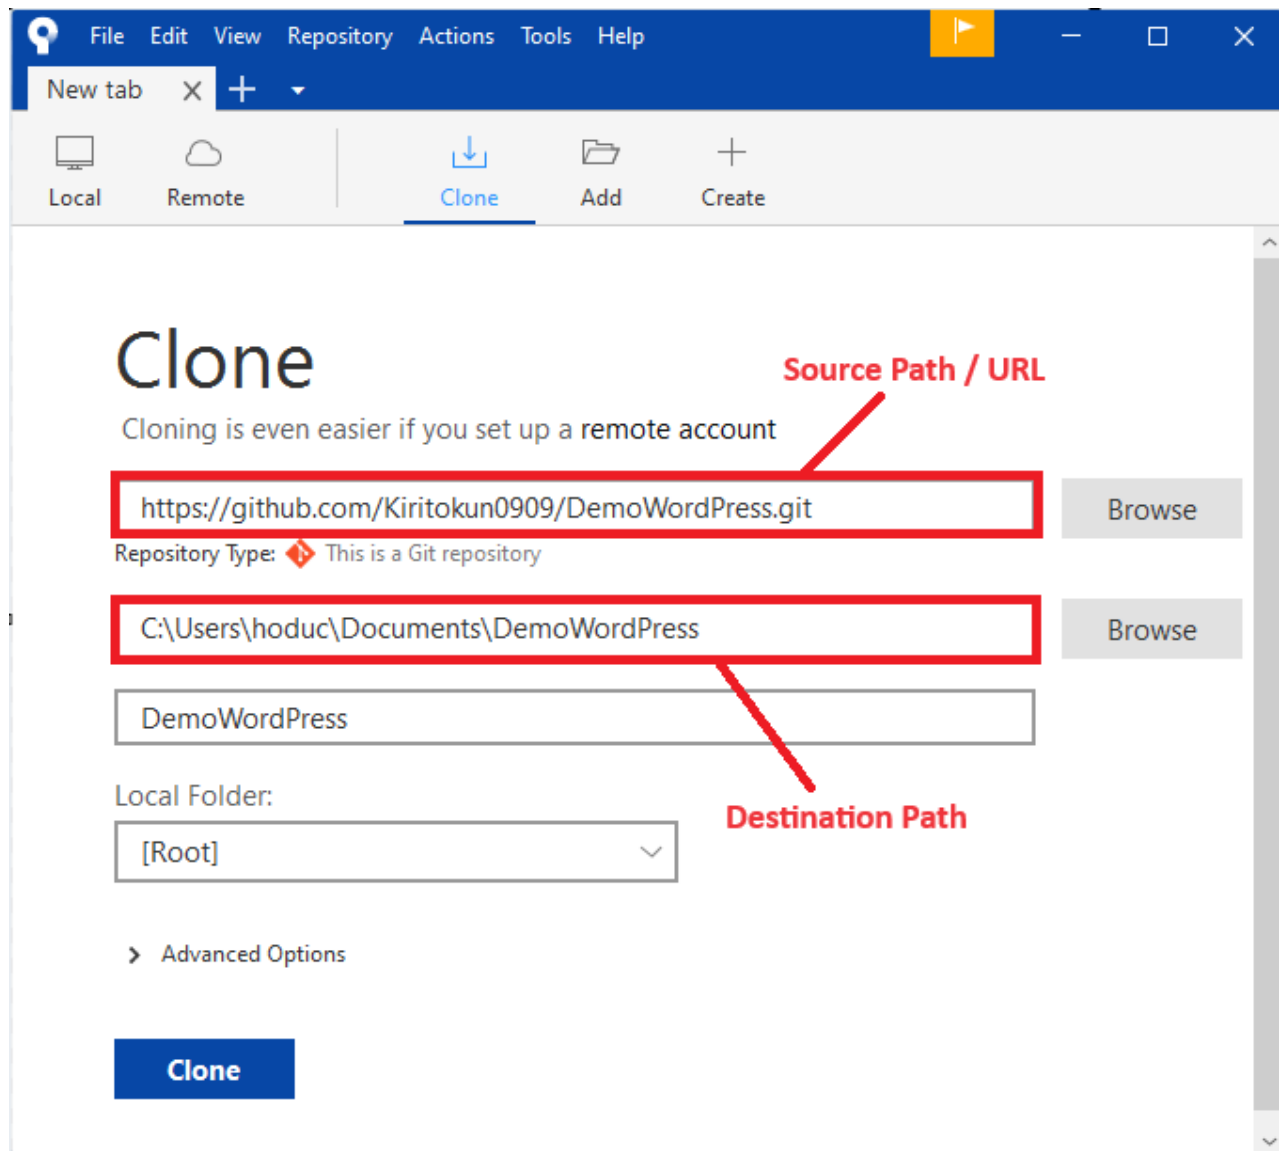 File Edit View Repository Actions Tools Help
New tab
Local Remote Clone Add Create
Clone
Source Path / URL
Cloning is even easier if you set up a remote account
https://github.com/Kiritokun0909/DemoWordPress.git
Browse
Repository Type: This is a Git repository
C:\Users\hoduc\Documents\DemoWordPress
Browse
DemoWordPress
Local Folder:
Destination Path
[Root]
Advanced Options
Clone